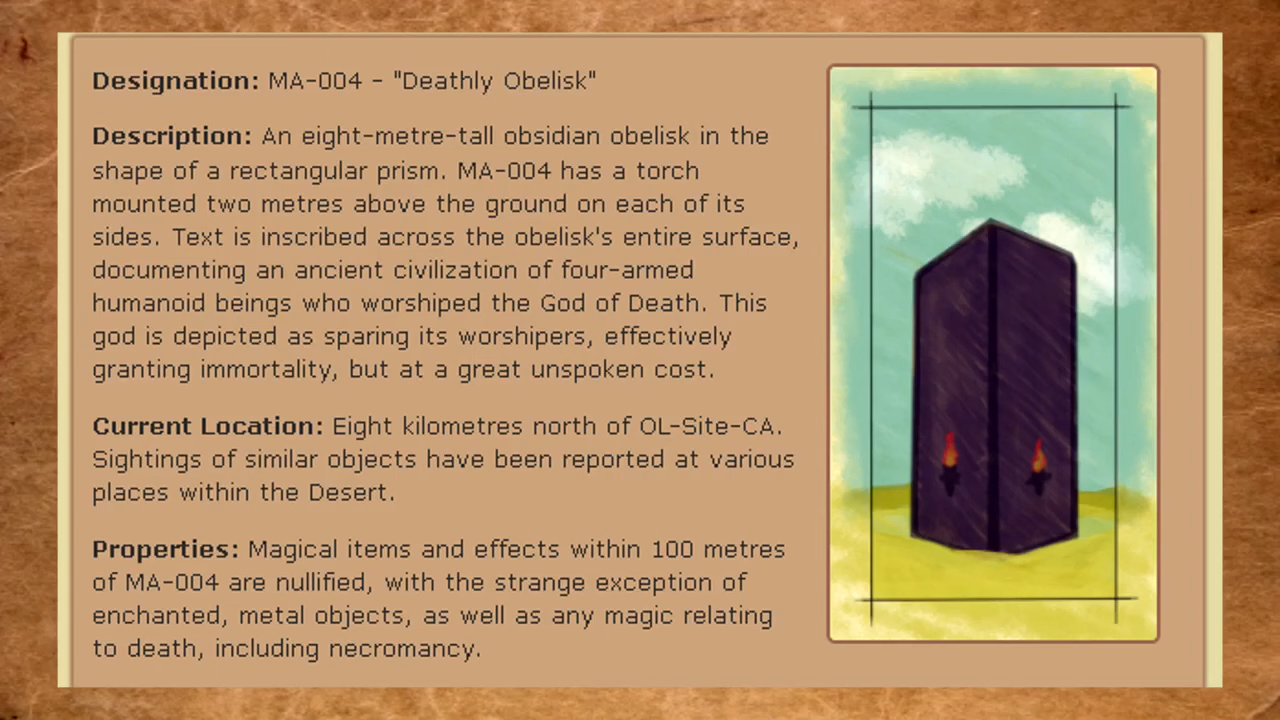 Designation: MA-004 - "Deathly Obelisk"
Description: An eight-metre-tall obsidian obelisk in the
shape of a rectangular prism. MA-004 has a torch
mounted two metres above the ground on each of its
sides. Text is inscribed across the obelisk's entire surface,
documenting an ancient civilization of four-armed
humanoid beings who worshiped the God of Death. This
god is depicted as sparing its worshipers, effectively
granting immortality, but at a great unspoken cost.
Current Location: Eight kilometres north of OL-Site-CA.
Sightings of similar objects have been reported at various
places within the Desert.
Properties: Magical items and effects within 100 metres
of MA-004 are nullified, with the strange exception of
enchanted, metal objects, as well as any magic relating
to death, including necromancy.